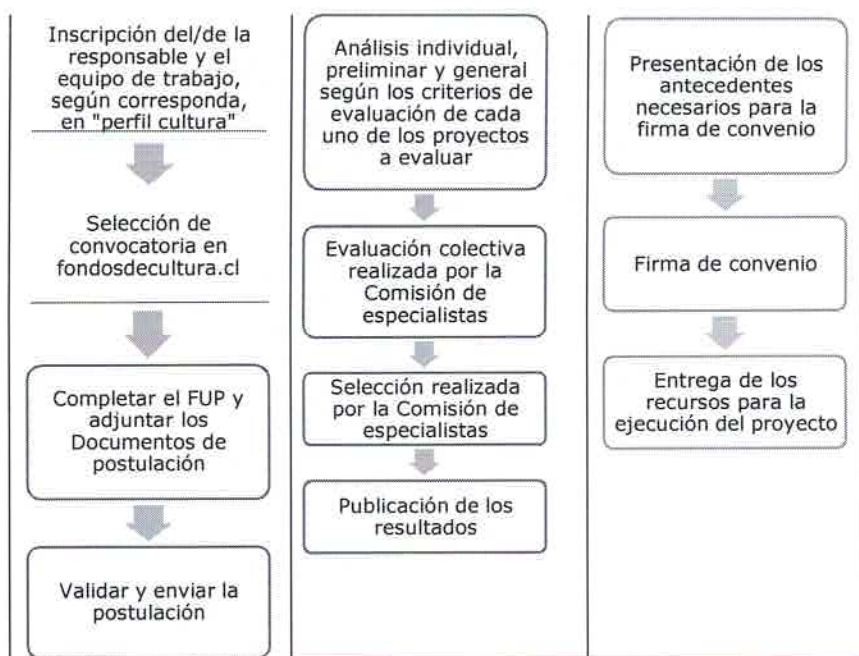 Inscripción del/de la
responsable y el
equipo de trabajo,
según corresponda,
en "perfil cultura"
Selección de
convocatoria en
fondosdecultura.cl
Completar el FUP y
adjuntar los
Documentos de
postulación
Validar y enviar la
postulación
Análisis individual,
preliminar y general
según los criterios de
evaluación de cada
uno de los proyectos
a evaluar
Evaluación colectiva
realizada por la
Comisión de
especialistas
Selección realizada
por la Comisión de
especialistas
Publicación de los
resultados
Presentación de los
antecedentes
necesarios para la
firma de convenio
Firma de convenio
Entrega de los
recursos para la
ejecución del proyecto